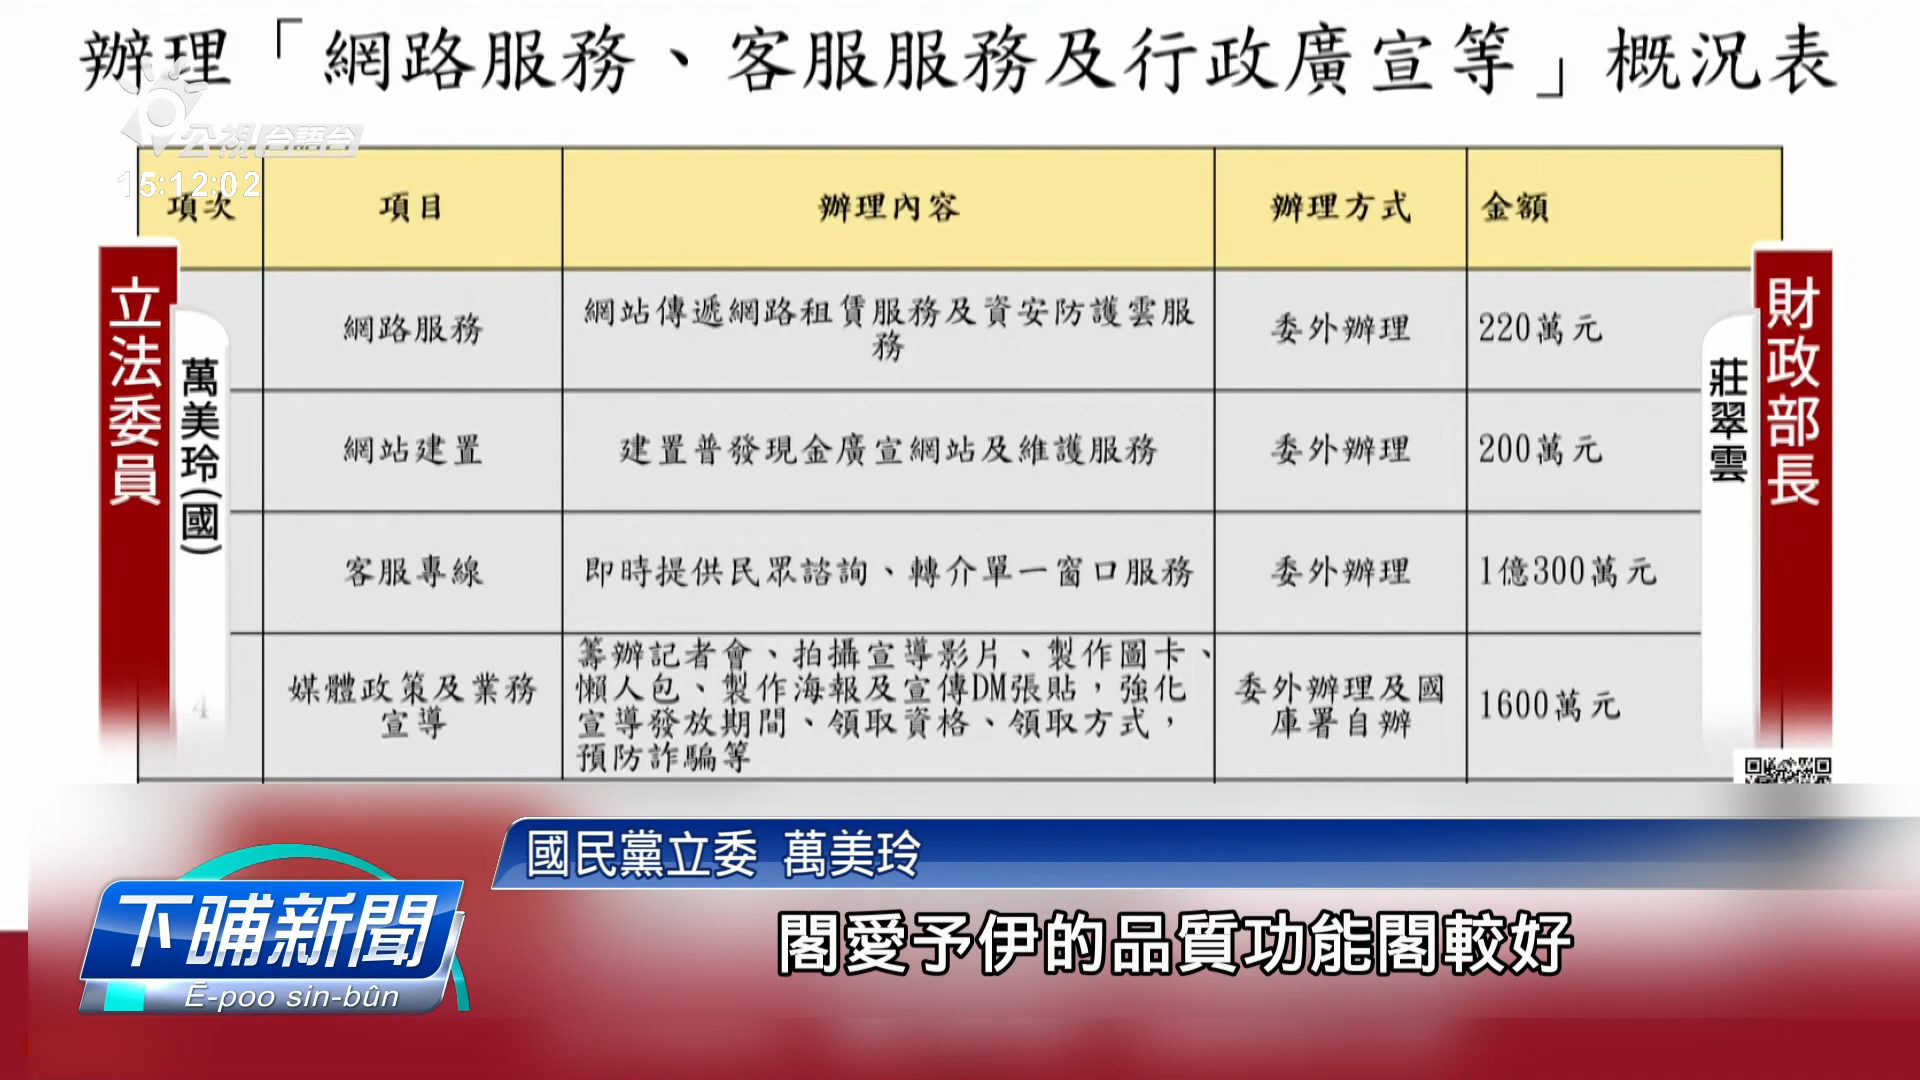 辦理「網路服務、客服服務及行政廣宣等」概況表
公視台語台
15:12:02
項次 項目 辦理內容 辦理方式 金額
網路服務 網站傳遞網路租賃服務及資安防護雲服務 委外辦理 220萬元
網站建置 建置普發現金廣宣網站及維護服務 委外辦理 200萬元
客服專線 即時提供民眾諮詢、轉介單一窗口服務 委外辦理 1億300萬元
4 媒體政策及業務宣導 籌辦記者會、拍攝宣導影片、製作圖卡、
懶人包、製作海報及宣傳DM張貼，強化
宣導發放期間、領取資格、領取方式，
預防詐騙等 委外辦理及國庫署自辦 1600萬元
立法委員
萬美玲(國)
財政部長
莊翠雲
國民黨立委 萬美玲
閣愛予伊的品質功能閣較好
下晡新聞
Ē-poo sin-bûn